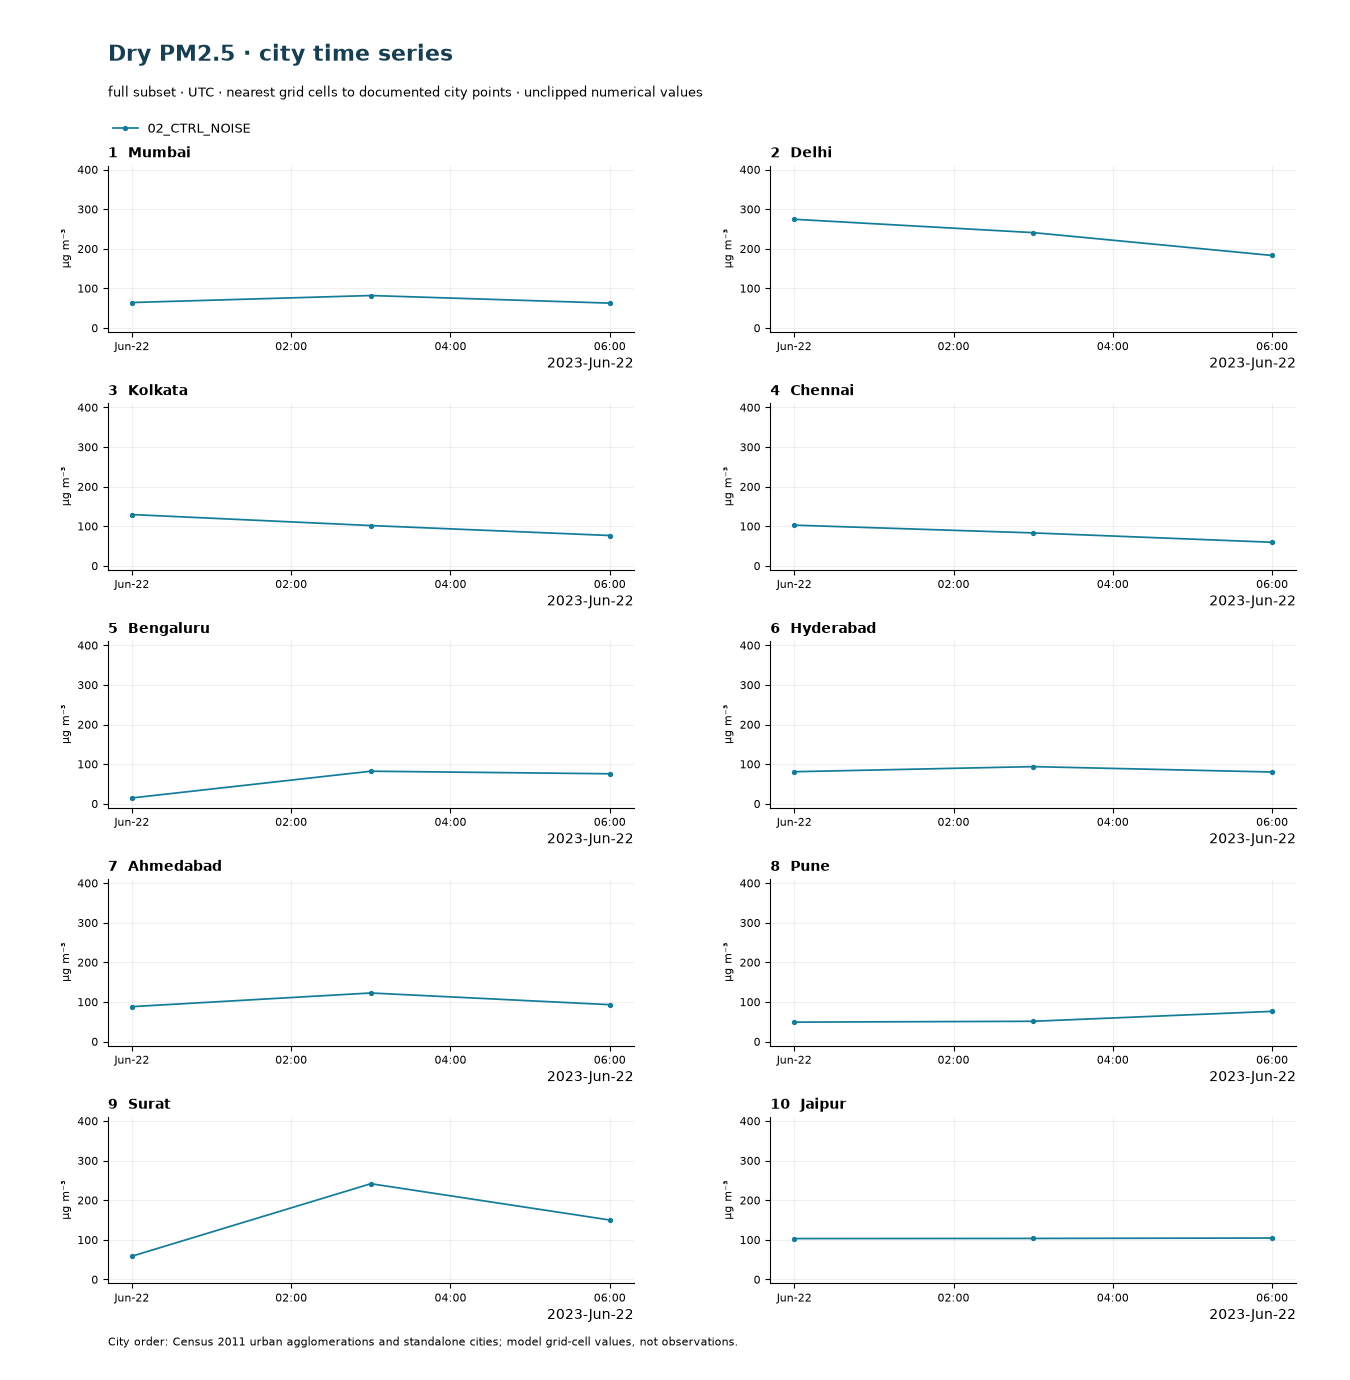 Dry PM2.5 · city time series
full subset · UTC · nearest grid cells to documented city points · unclipped numerical values
02_CTRL_NOISE
1 Mumbai
400
300
200
100
0
µg m⁻³
Jun-22 02:00 04:00 06:00
2023-Jun-22
2 Delhi
400
300
200
100
0
µg m⁻³
Jun-22 02:00 04:00 06:00
2023-Jun-22
3 Kolkata
400
300
200
100
0
µg m⁻³
Jun-22 02:00 04:00 06:00
2023-Jun-22
4 Chennai
400
300
200
100
0
µg m⁻³
Jun-22 02:00 04:00 06:00
2023-Jun-22
5 Bengaluru
400
300
200
100
0
µg m⁻³
Jun-22 02:00 04:00 06:00
2023-Jun-22
6 Hyderabad
400
300
200
100
0
µg m⁻³
Jun-22 02:00 04:00 06:00
2023-Jun-22
7 Ahmedabad
400
300
200
100
0
µg m⁻³
Jun-22 02:00 04:00 06:00
2023-Jun-22
8 Pune
400
300
200
100
0
µg m⁻³
Jun-22 02:00 04:00 06:00
2023-Jun-22
9 Surat
400
300
200
100
0
µg m⁻³
Jun-22 02:00 04:00 06:00
2023-Jun-22
10 Jaipur
400
300
200
100
0
µg m⁻³
Jun-22 02:00 04:00 06:00
2023-Jun-22
City order: Census 2011 urban agglomerations and standalone cities; model grid-cell values, not observations.